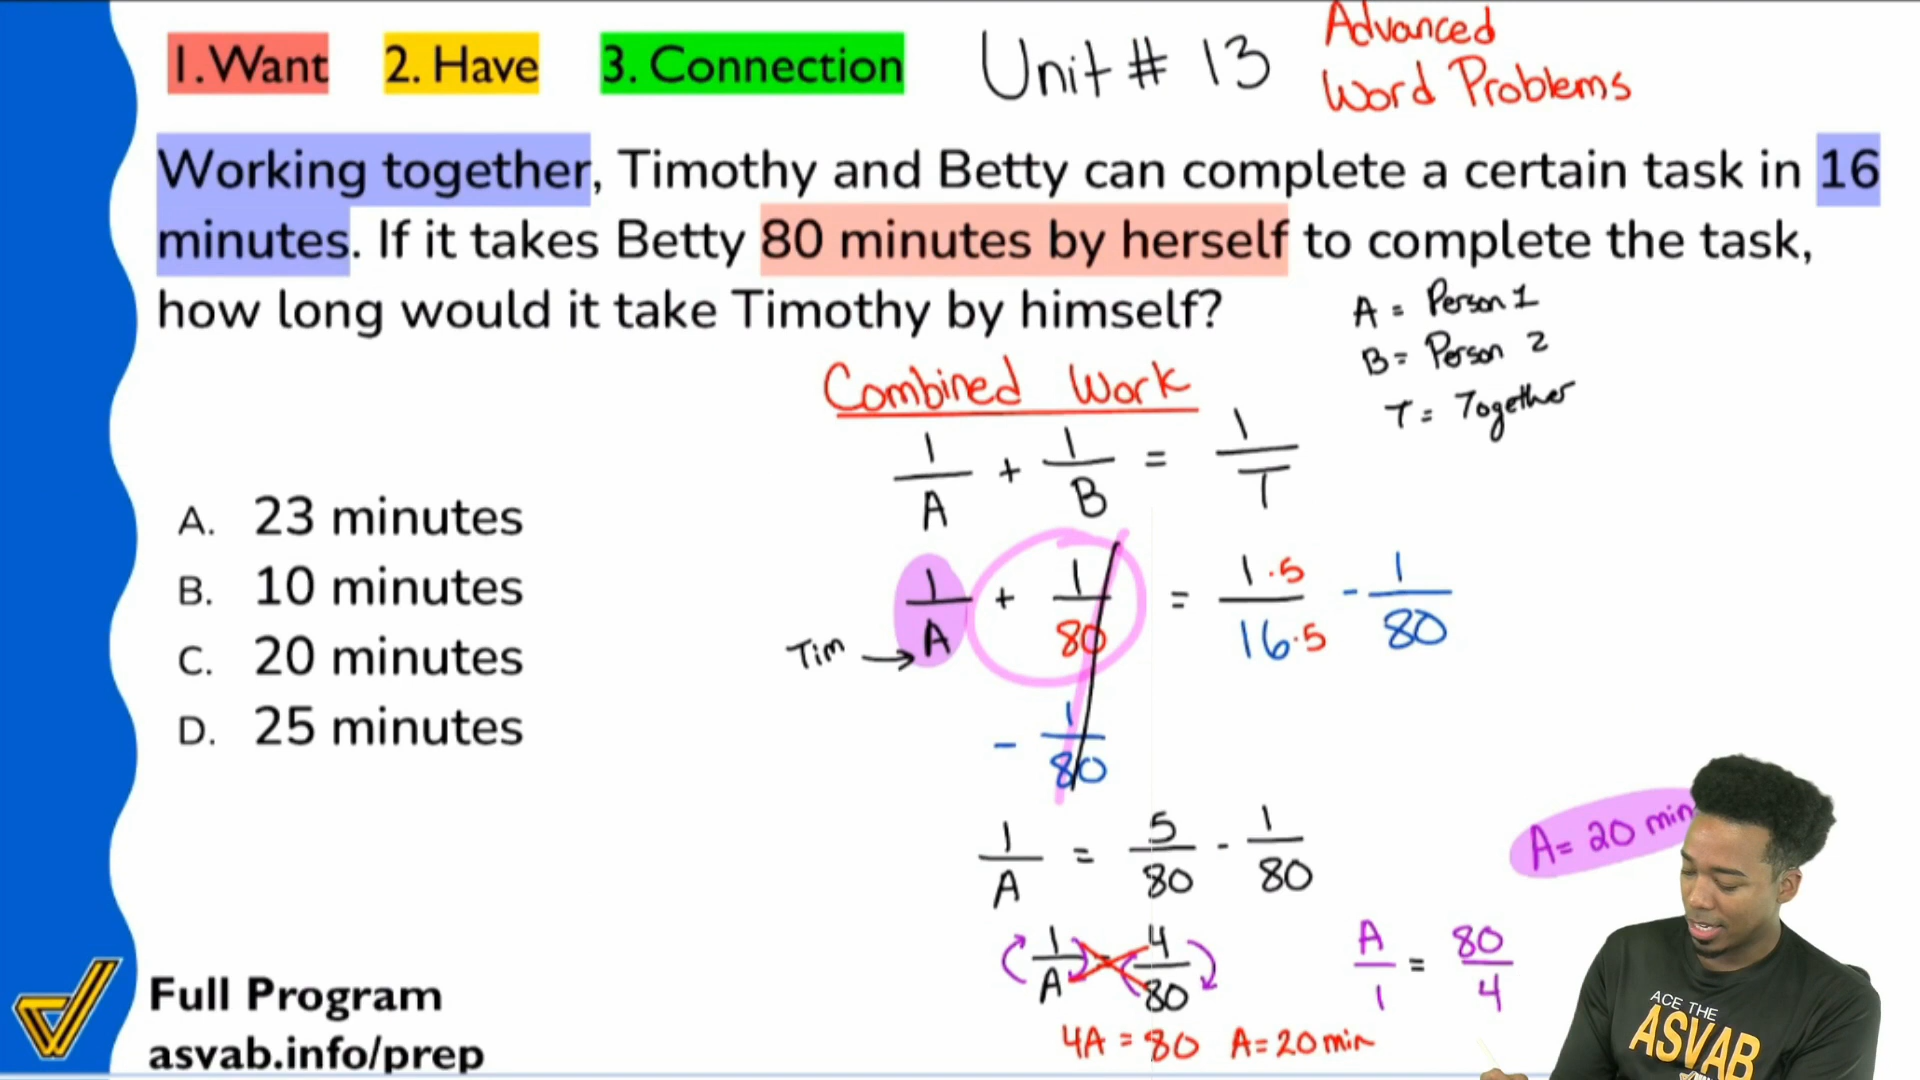 1. Want 2. Have 3. Connection Unit # 13 Advanced
Word Problems
Working together, Timothy and Betty can complete a certain task in 16
minutes. If it takes Betty 80 minutes by herself to complete the task,
how long would it take Timothy by himself?
A = Person 1
B = Person 2
T = Together
Combined Work
1/A + 1/B = 1/T
A. 23 minutes
B. 10 minutes
C. 20 minutes
D. 25 minutes
1/A + 1/80 = 1·5/16·5 - 1/80
Tim →
- 1/80
1/A = 5/80 - 1/80
A = 20 min
1/A = 4/80
A/1 = 80/4
4A = 80 A = 20 min
Full Program
asvab.info/prep
ACE THE
ASVAB